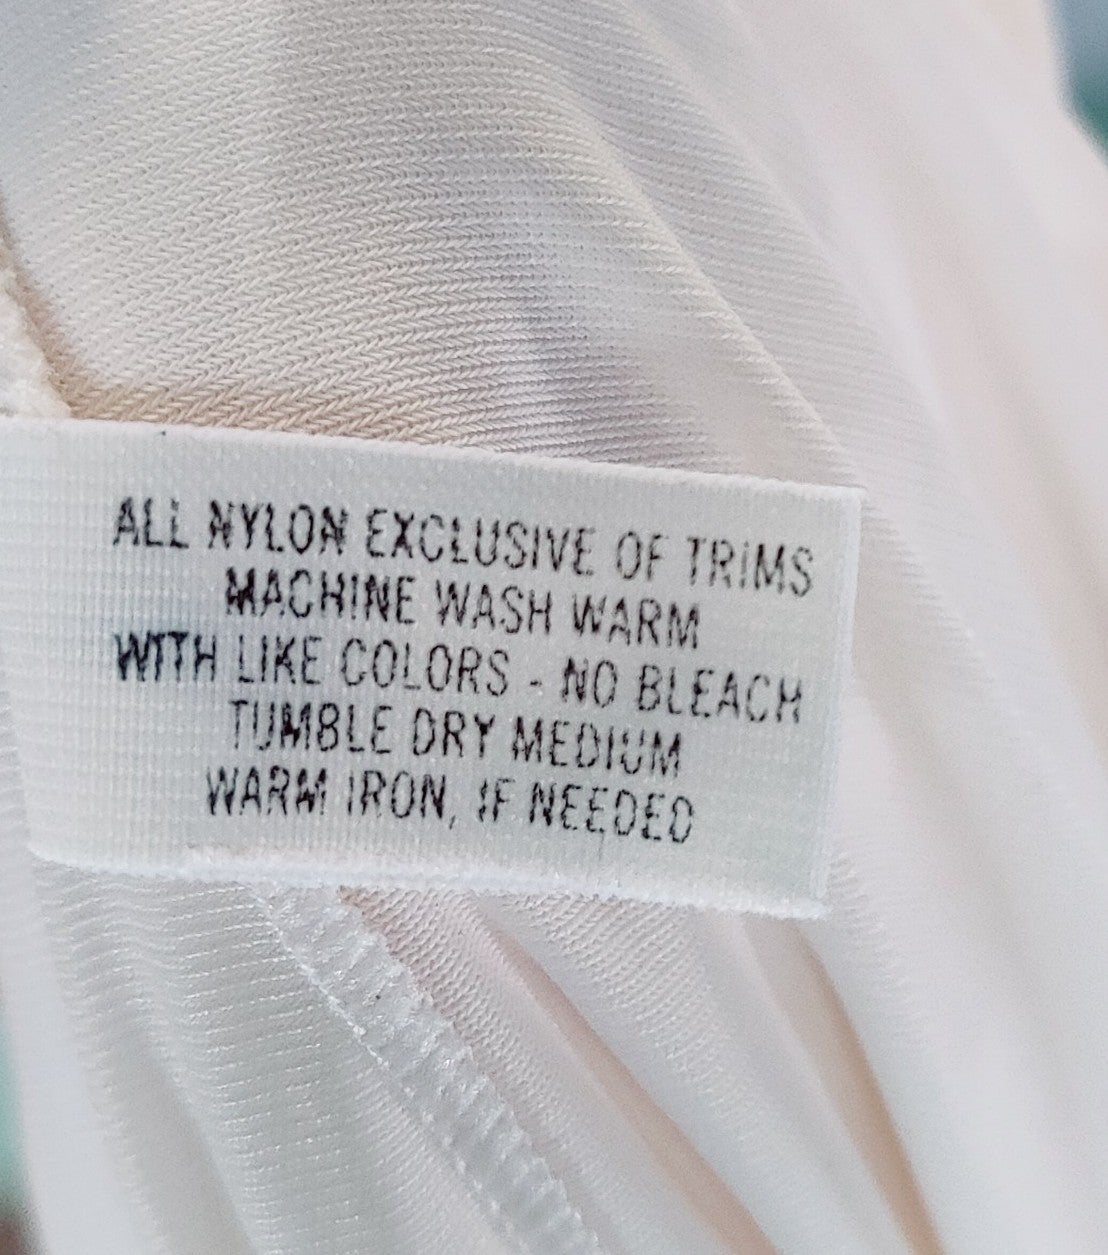 ALL NYLON EXCLUSIVE OF TRIMS
MACHINE WASH WARM
WITH LIKE COLORS - NO BLEACH
TUMBLE DRY MEDIUM
WARM IRON, IF NEEDED